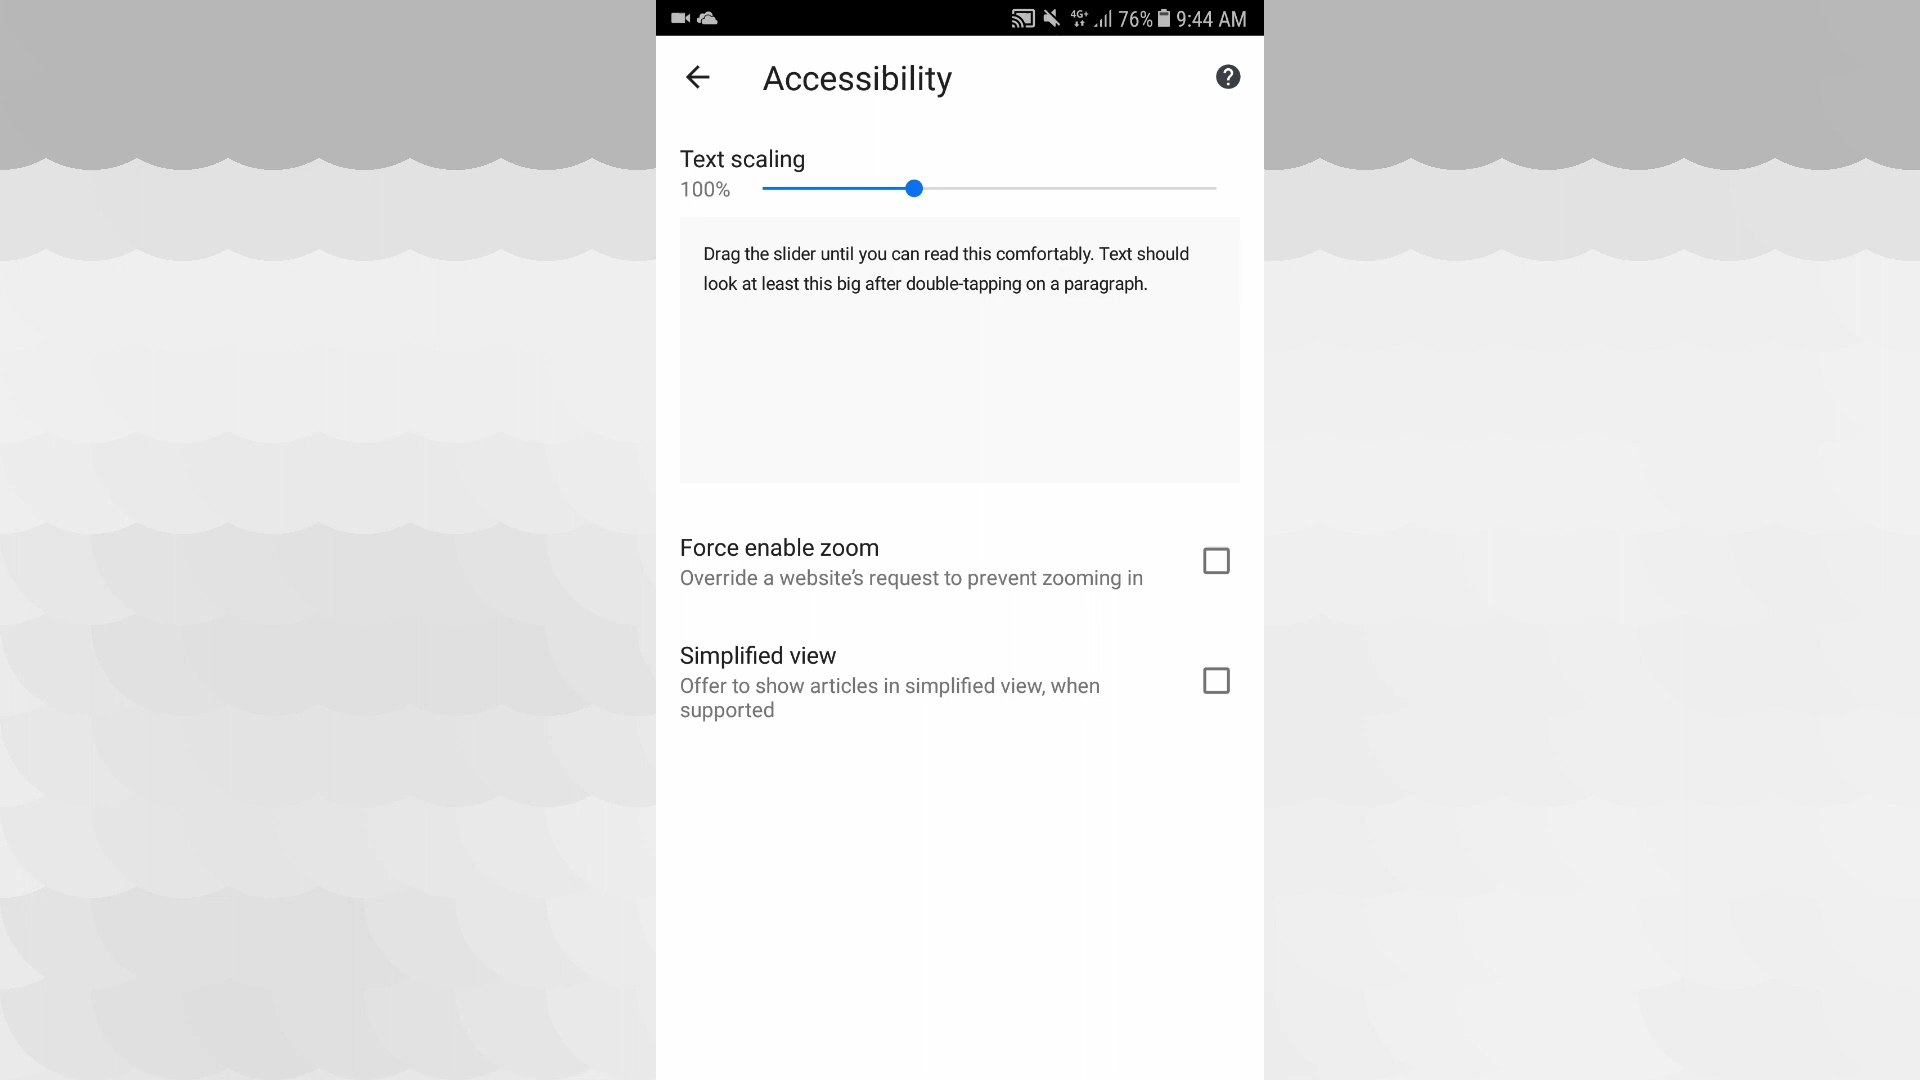 4G+ 76% 9:44 AM
Accessibility
Text scaling
100%
Drag the slider until you can read this comfortably. Text should
look at least this big after double-tapping on a paragraph.
Force enable zoom
Override a website's request to prevent zooming in
Simplified view
Offer to show articles in simplified view, when
supported